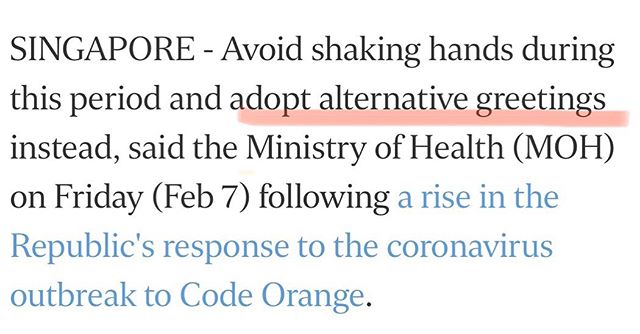 SINGAPORE - Avoid shaking hands during
this period and adopt alternative greetings
instead, said the Ministry of Health (MOH)
on Friday (Feb 7) following a rise in the
Republic's response to the coronavirus
outbreak to Code Orange.